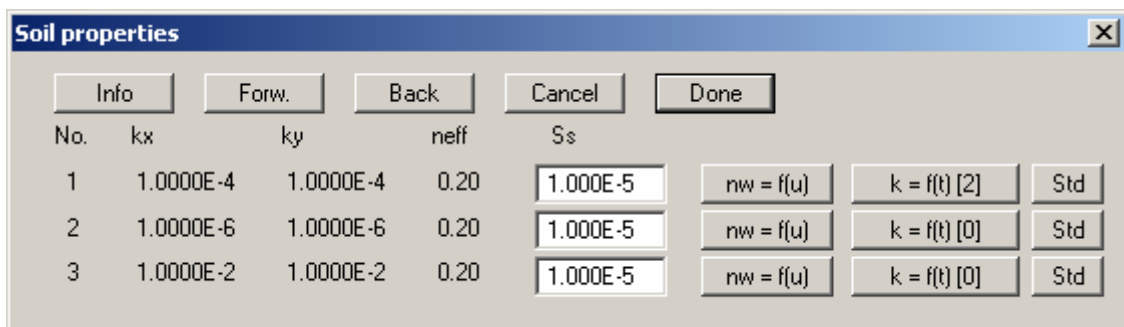 Soil properties
Info Forw. Back Cancel Done
No. kx ky neff Ss
1 1.0000E-4 1.0000E-4 0.20 1.000E-5 nw = f(u) k = f(t) [2] Std
2 1.0000E-6 1.0000E-6 0.20 1.000E-5 nw = f(u) k = f(t) [0] Std
3 1.0000E-2 1.0000E-2 0.20 1.000E-5 nw = f(u) k = f(t) [0] Std